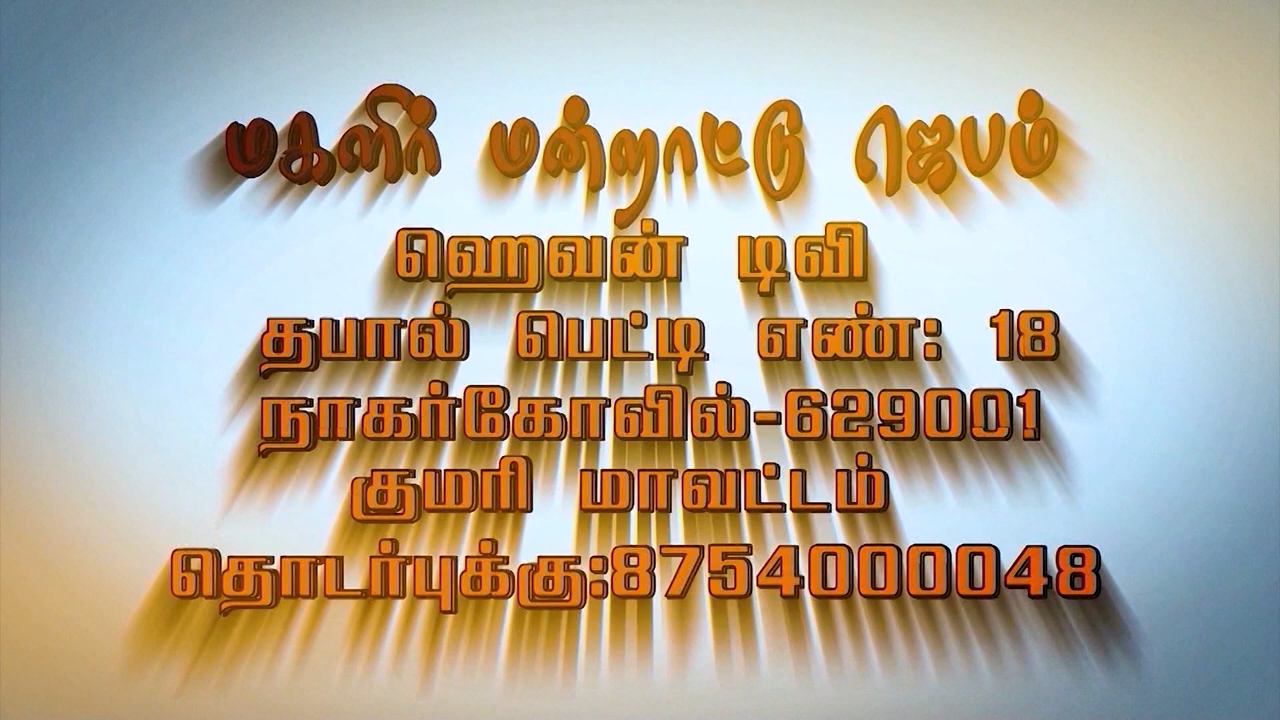 மகளிர் மன்றாட்டு ஜெபம்
ஹெவன் டிவி
தபால் பெட்டி எண்: 18
நாகர்கோவில்-629001
குமரி மாவட்டம்
தொடர்புக்கு:8754000048